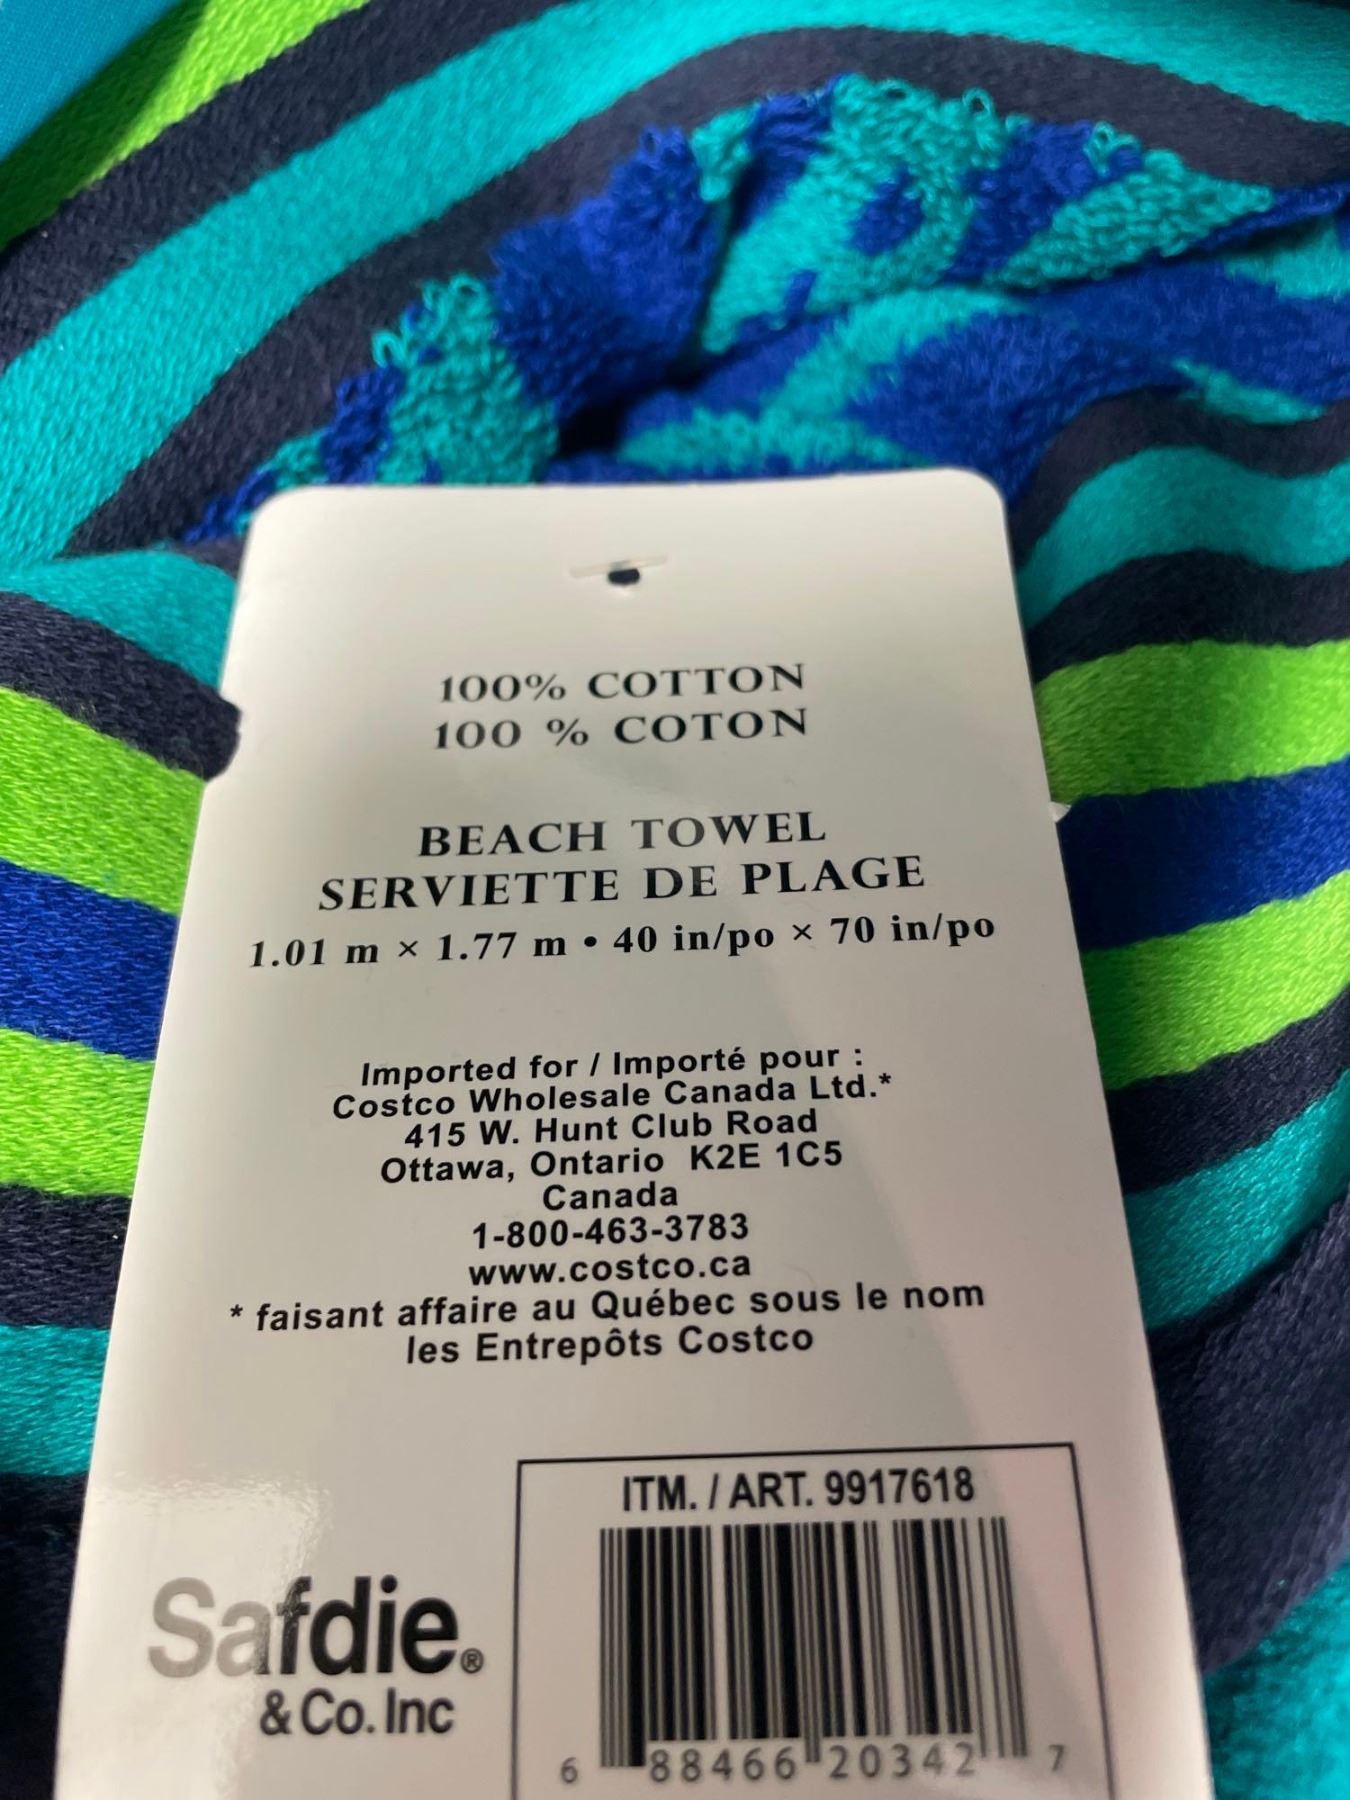 100% COTTON
100 % COTON
BEACH TOWEL
SERVIETTE DE PLAGE
1.01 m × 1.77 m • 40 in/po × 70 in/po
Imported for / Importé pour :
Costco Wholesale Canada Ltd.*
415 W. Hunt Club Road
Ottawa, Ontario K2E 1C5
Canada
1-800-463-3783
www.costco.ca
* faisant affaire au Québec sous le nom
les Entrepôts Costco
ITM. / ART. 9917618
Safdie®
& Co. Inc
6 88466 20342 7